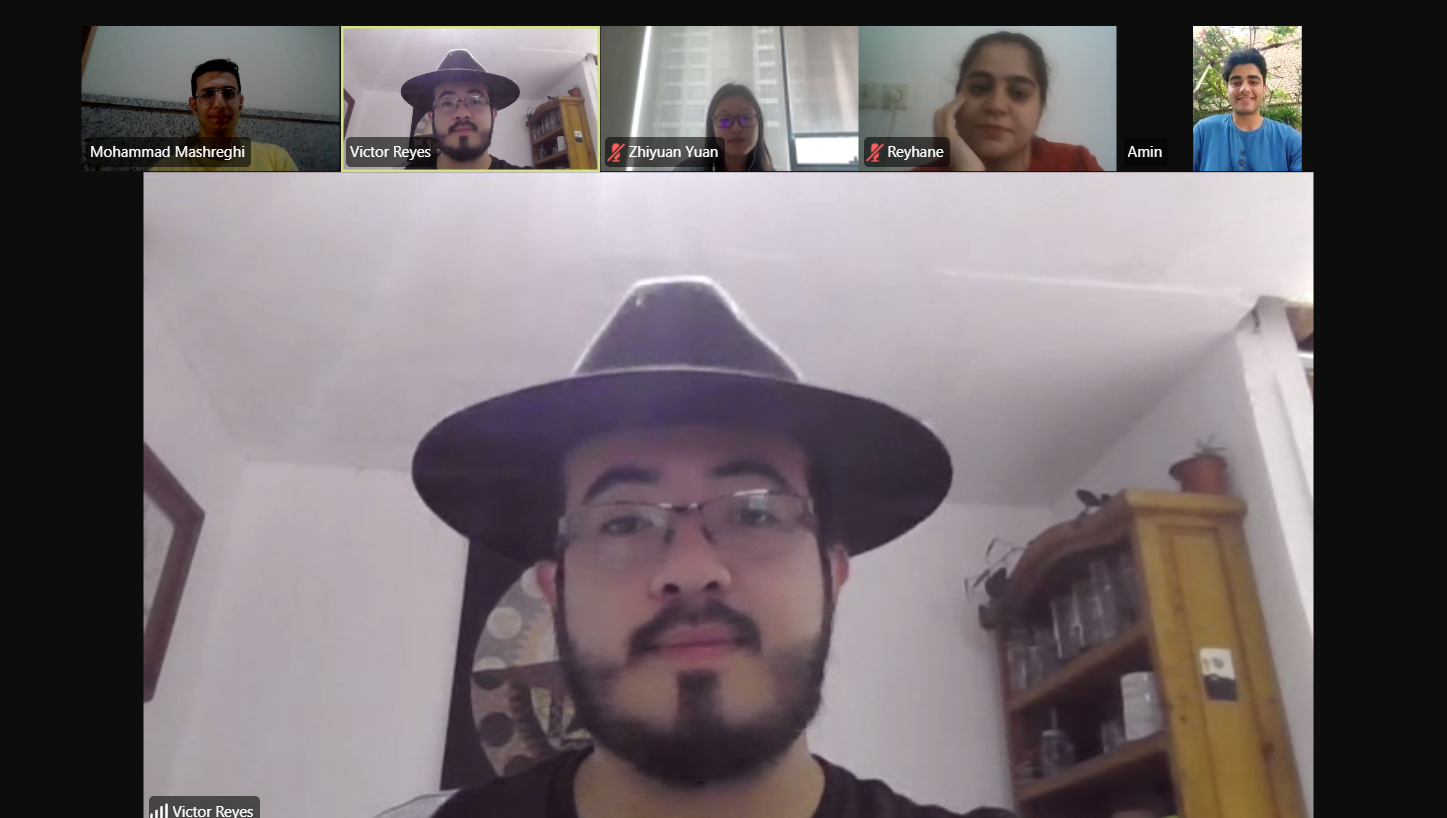 Mohammad Mashreghi
Victor Reyes
Zhiyuan Yuan
Reyhane
Amin
Victor Reyes